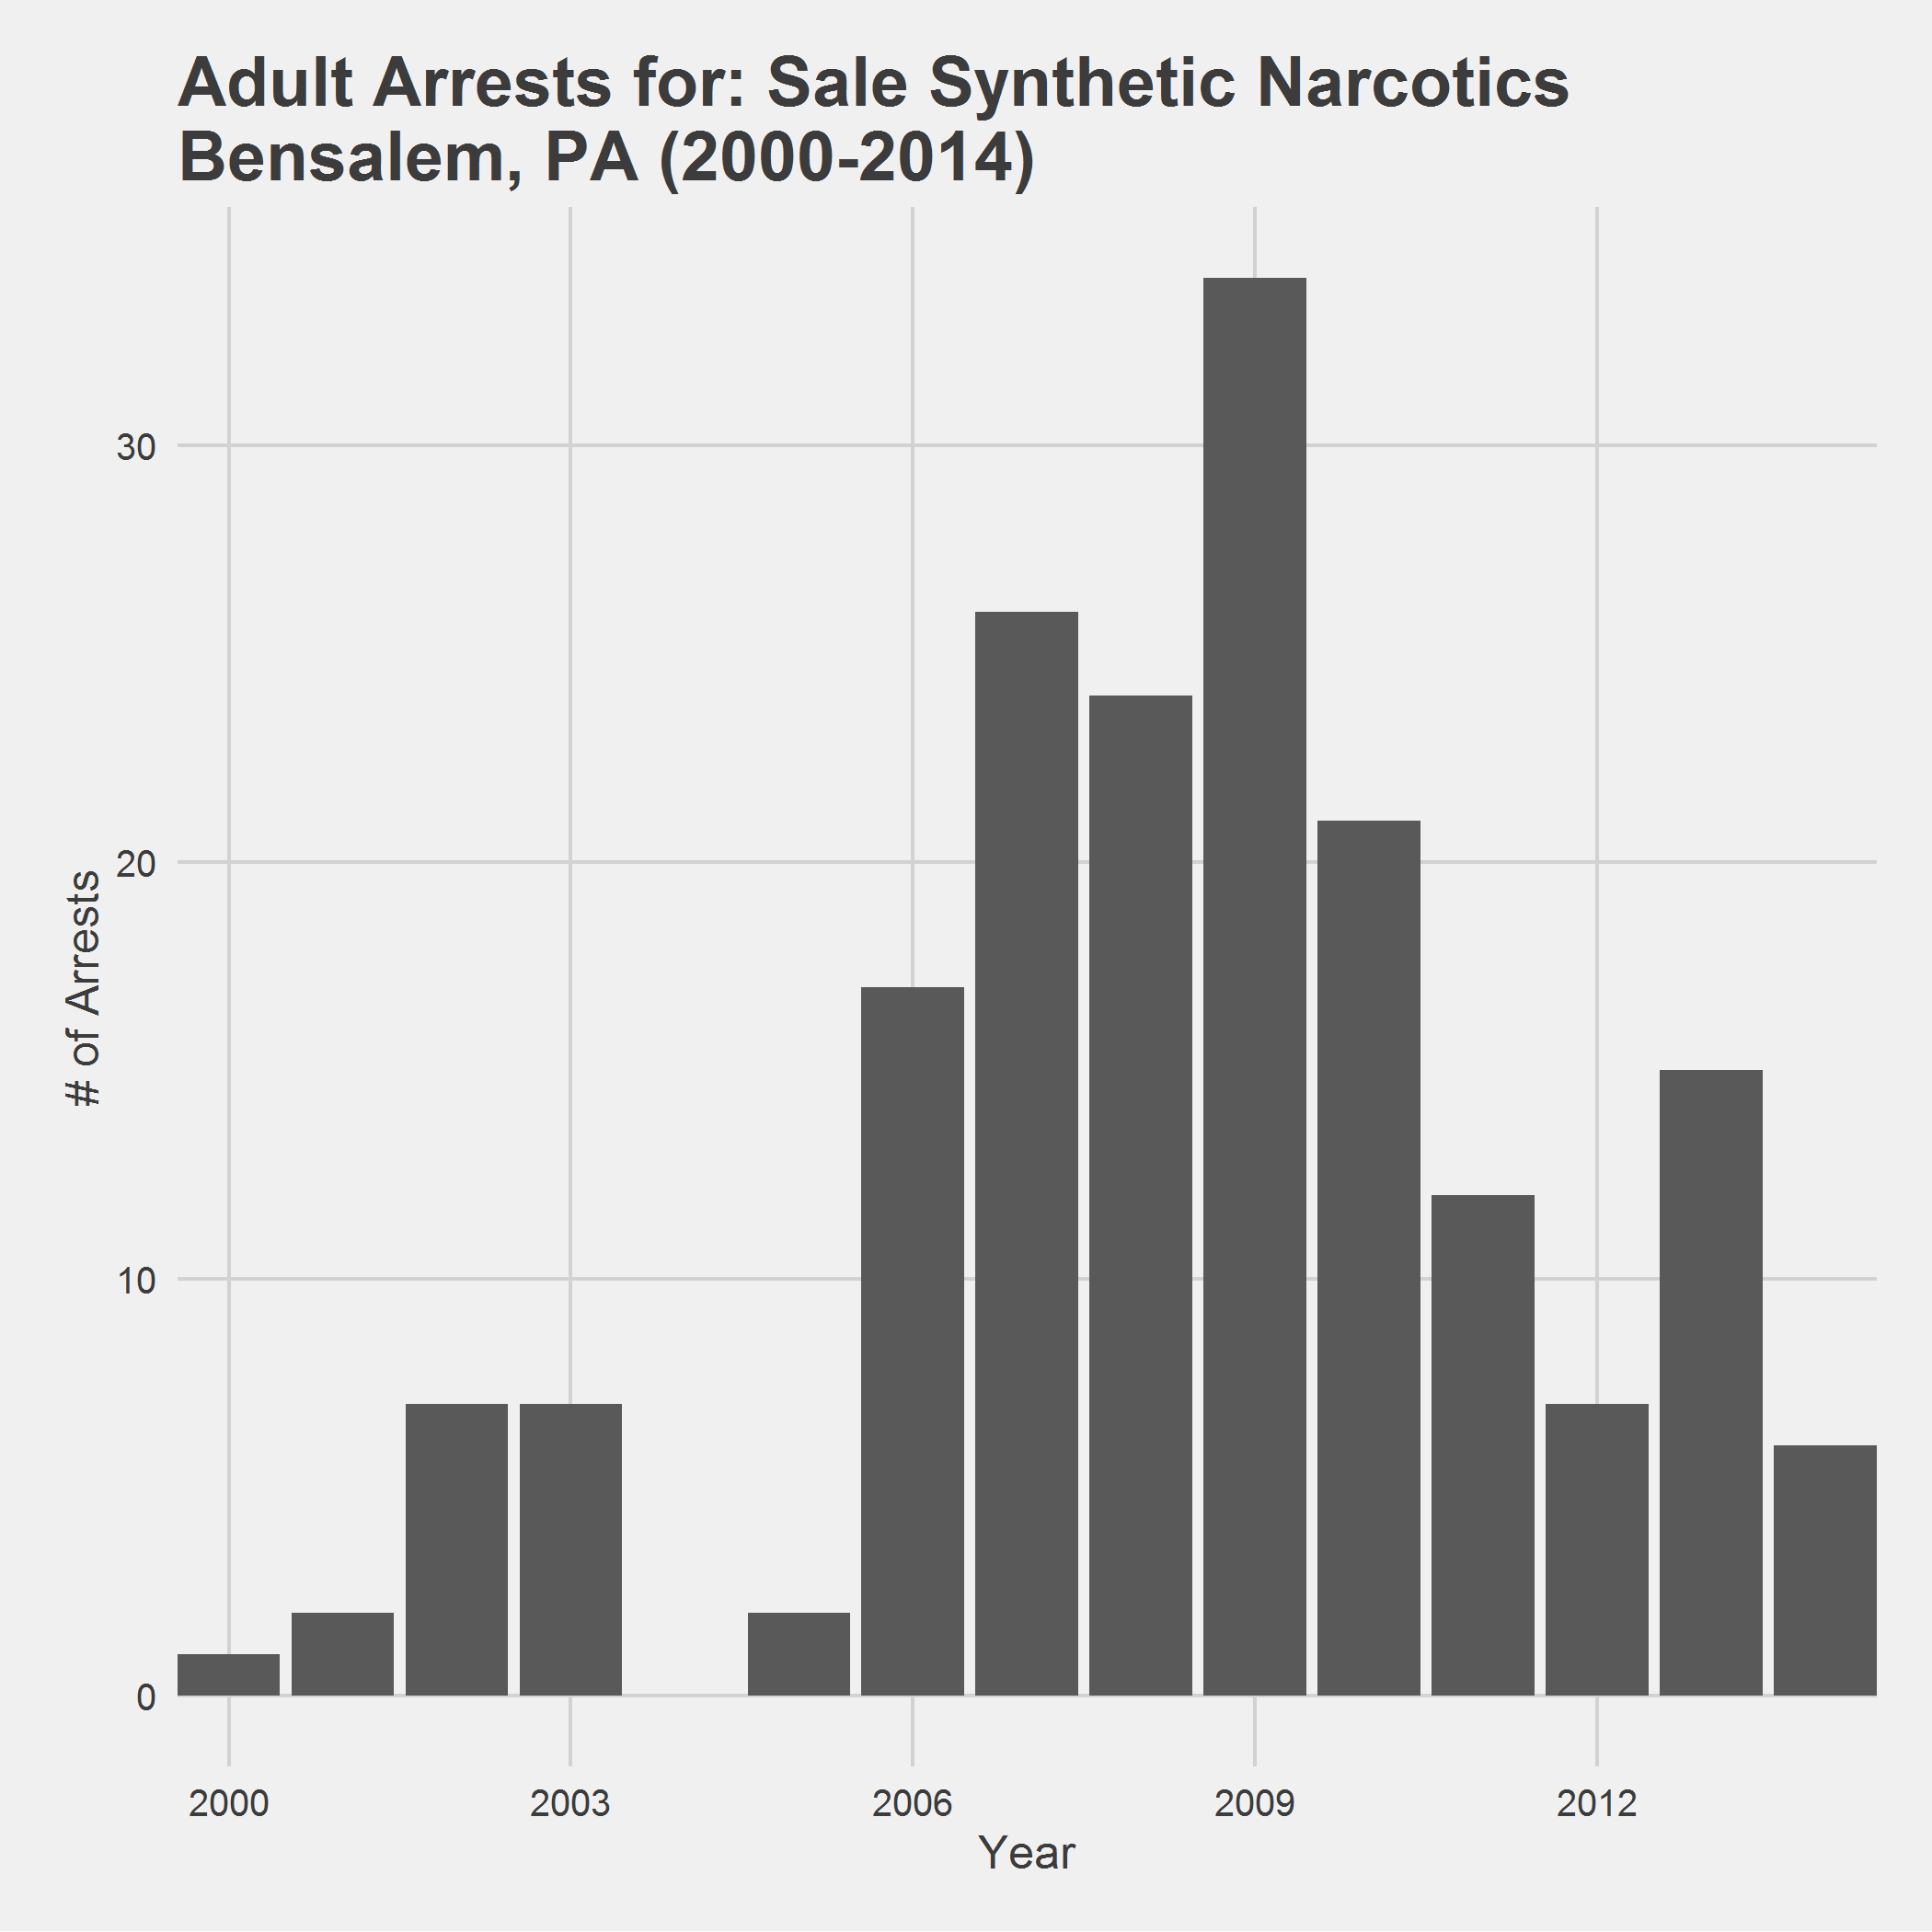 Adult Arrests for: Sale Synthetic Narcotics
Bensalem, PA (2000-2014)
30
20
10
0
# of Arrests
2000 2003 2006 2009 2012
Year